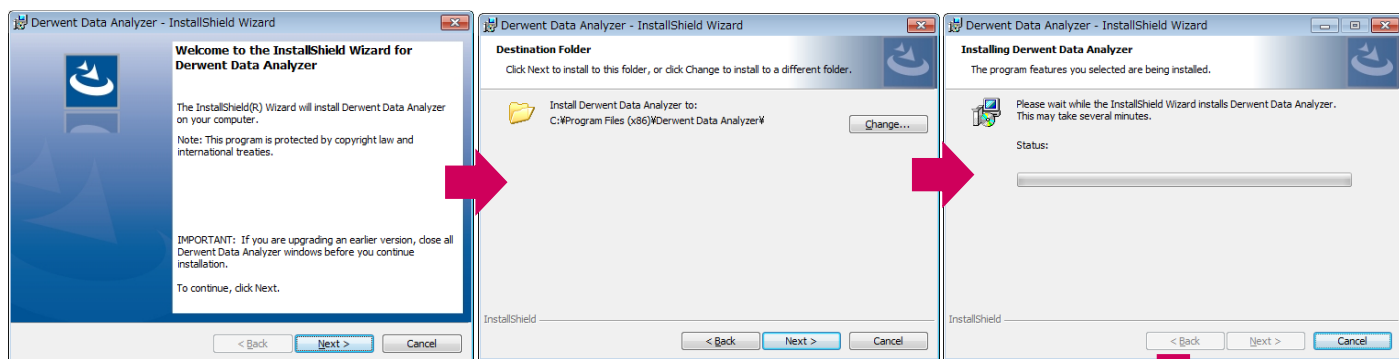 Derwent Data Analyzer - InstallShield Wizard
Welcome to the InstallShield Wizard for
Derwent Data Analyzer
The InstallShield(R) Wizard will install Derwent Data Analyzer
on your computer.
Note: This program is protected by copyright law and
international treaties.
IMPORTANT: If you are upgrading an earlier version, close all
Derwent Data Analyzer windows before you continue
installation.
To continue, click Next.
< Back
Next >
Cancel
Derwent Data Analyzer - InstallShield Wizard
Destination Folder
Click Next to install to this folder, or click Change to install to a different folder.
Install Derwent Data Analyzer to:
C:¥Program Files (x86)¥Derwent Data Analyzer¥
Change...
InstallShield
< Back
Next >
Cancel
Derwent Data Analyzer - InstallShield Wizard
Installing Derwent Data Analyzer
The program features you selected are being installed.
Please wait while the InstallShield Wizard installs Derwent Data Analyzer.
This may take several minutes.
Status:
InstallShield
< Back
Next >
Cancel